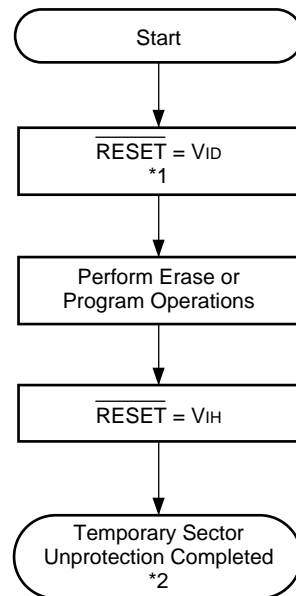 Start
RESET = VID
*1
Perform Erase or
Program Operations
RESET = VIH
Temporary Sector
Unprotection Completed
*2